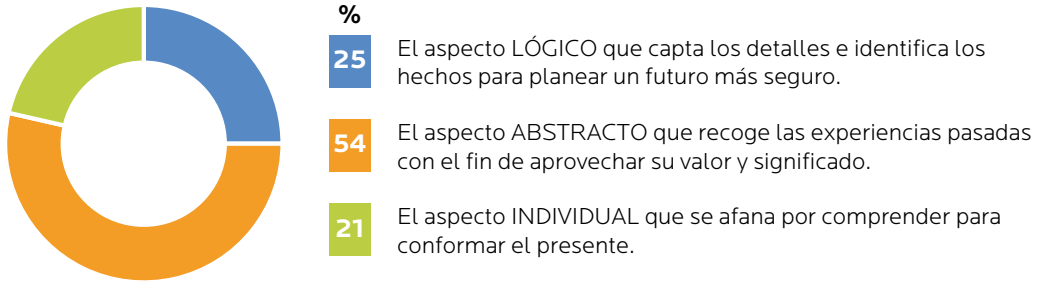 %
25
El aspecto LÓGICO que capta los detalles e identifica los
hechos para planear un futuro más seguro.
54
El aspecto ABSTRACTO que recoge las experiencias pasadas
con el fin de aprovechar su valor y significado.
21
El aspecto INDIVIDUAL que se afana por comprender para
conformar el presente.